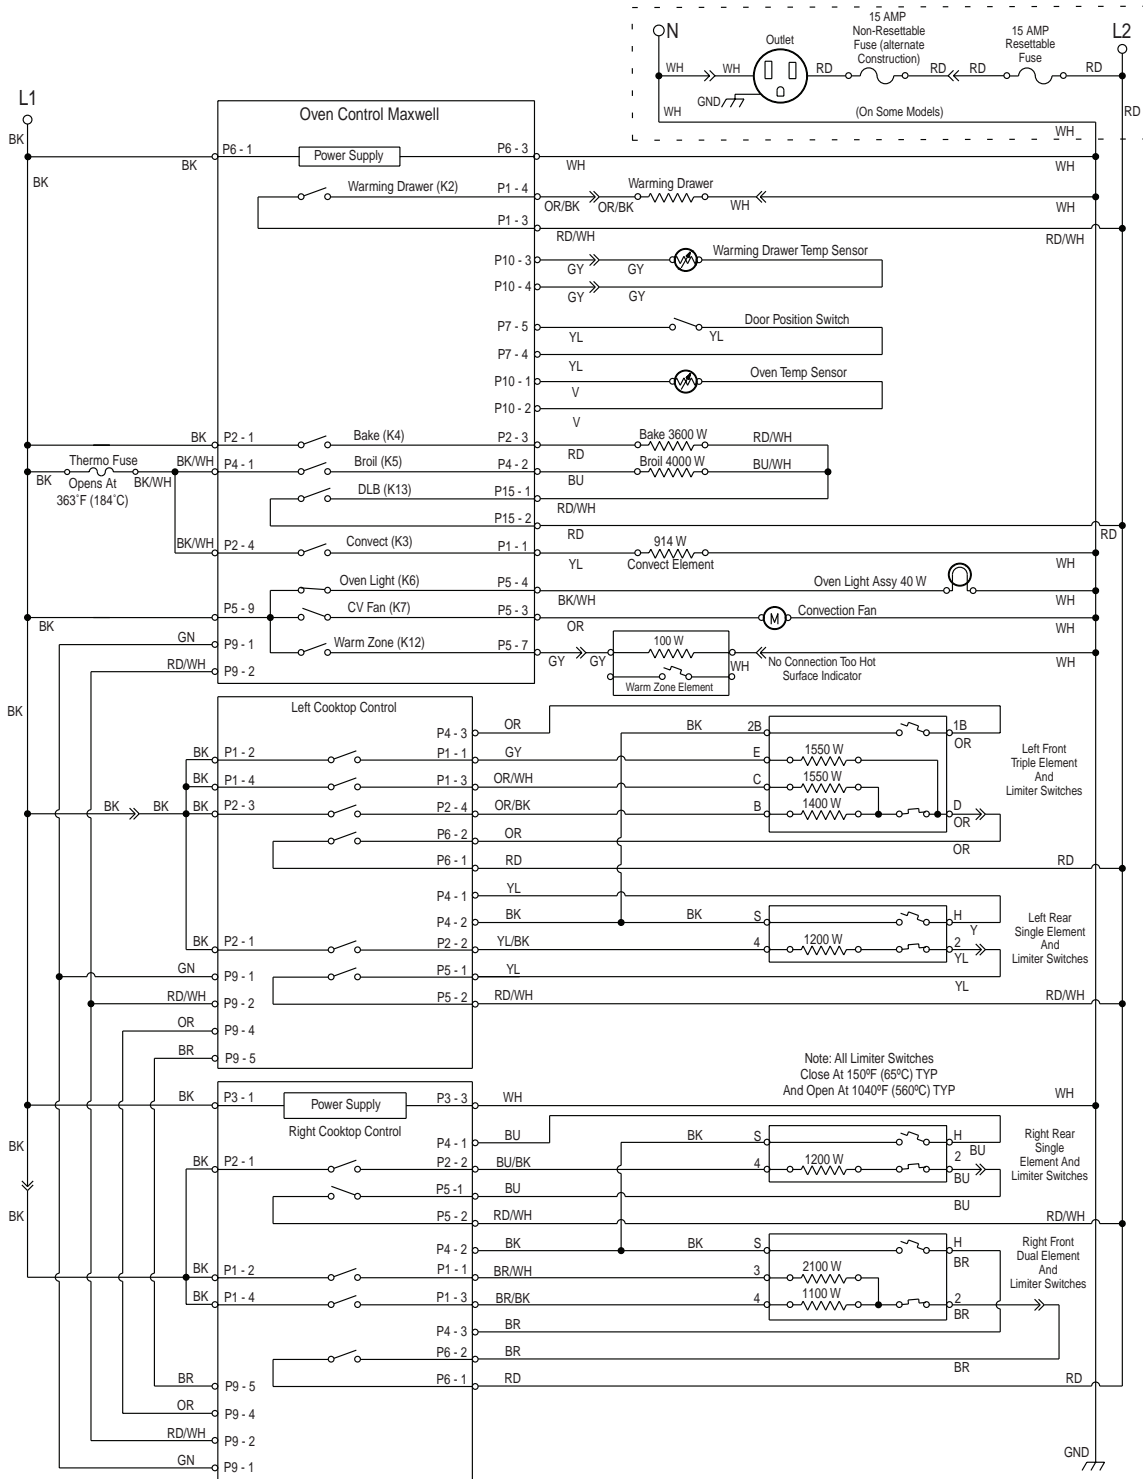 N
15 AMP
Non-Resettable
Fuse (alternate
Construction)
15 AMP
Resettable
Fuse
L2
Outlet
WH
WH
RD
RD
RD
RD
GND
WH
(On Some Models)
WH
RD
L1
BK
Oven Control Maxwell
P6 - 1
Power Supply
P6 - 3
BK
WH
WH
BK
Warming Drawer (K2)
P1 - 4
Warming Drawer
OR/BK
OR/BK
WH
WH
P1 - 3
RD/WH
RD/WH
P10 - 3
Warming Drawer Temp Sensor
GY
GY
P10 - 4
GY
GY
P7 - 5
Door Position Switch
YL
YL
P7 - 4
YL
P10 - 1
Oven Temp Sensor
V
P10 - 2
V
BK
P2 - 1
Bake (K4)
P2 - 3
Bake 3600 W
RD/WH
RD
Thermo Fuse
BK/WH
P4 - 1
Broil (K5)
P4 - 2
Broil 4000 W
BU/WH
BK
Opens At
BK/WH
BU
363˚F (184˚C)
DLB (K13)
P15 - 1
RD/WH
P15 - 2
RD
RD
BK/WH
P2 - 4
Convect (K3)
P1 - 1
914 W
YL
Convect Element
WH
Oven Light (K6)
P5 - 4
Oven Light Assy 40 W
BK/WH
WH
P5 - 9
CV Fan (K7)
P5 - 3
M
Convection Fan
BK
OR
WH
GN
P9 - 1
Warm Zone (K12)
P5 - 7
100 W
GY
GY
WH
No Connection Too Hot
Surface Indicator
WH
RD/WH
P9 - 2
Warm Zone Element
BK
Left Cooktop Control
P4 - 3
OR
BK
2B
1B
OR
BK
P1 - 2
P1 - 1
GY
E
1550 W
Left Front
Triple Element
And
Limiter Switches
BK
P1 - 4
P1 - 3
OR/WH
C
1550 W
BK
BK
BK
P2 - 3
P2 - 4
OR/BK
B
1400 W
D
OR
P6 - 2
OR
OR
P6 - 1
RD
RD
P4 - 1
YL
P4 - 2
BK
BK
S
H
Y
Left Rear
Single Element
And
Limiter Switches
BK
P2 - 1
P2 - 2
YL/BK
4
1200 W
2
YL
GN
P9 - 1
P5 - 1
YL
YL
RD/WH
P9 - 2
P5 - 2
RD/WH
RD/WH
OR
P9 - 4
BR
P9 - 5
Note: All Limiter Switches
Close At 150ºF (65ºC) TYP
And Open At 1040ºF (560ºC) TYP
BK
P3 - 1
Power Supply
P3 - 3
WH
WH
Right Cooktop Control
BK
P4 - 1
BU
BK
S
H
BU
Right Rear
Single
Element And
Limiter Switches
BK
P2 - 1
P2 - 2
BU/BK
4
1200 W
2
BU
P5 -1
BU
BU
BK
P5 - 2
RD/WH
RD/WH
P4 - 2
BK
BK
S
H
BR
Right Front
Dual Element
And
Limiter Switches
BK
P1 - 2
P1 - 1
BR/WH
3
2100 W
BK
P1 - 4
P1 - 3
BR/BK
4
1100 W
2
BR
P4 - 3
BR
P6 - 2
BR
BR
P6 - 1
RD
RD
BR
P9 - 5
OR
P9 - 4
RD/WH
P9 - 2
GN
P9 - 1
GND